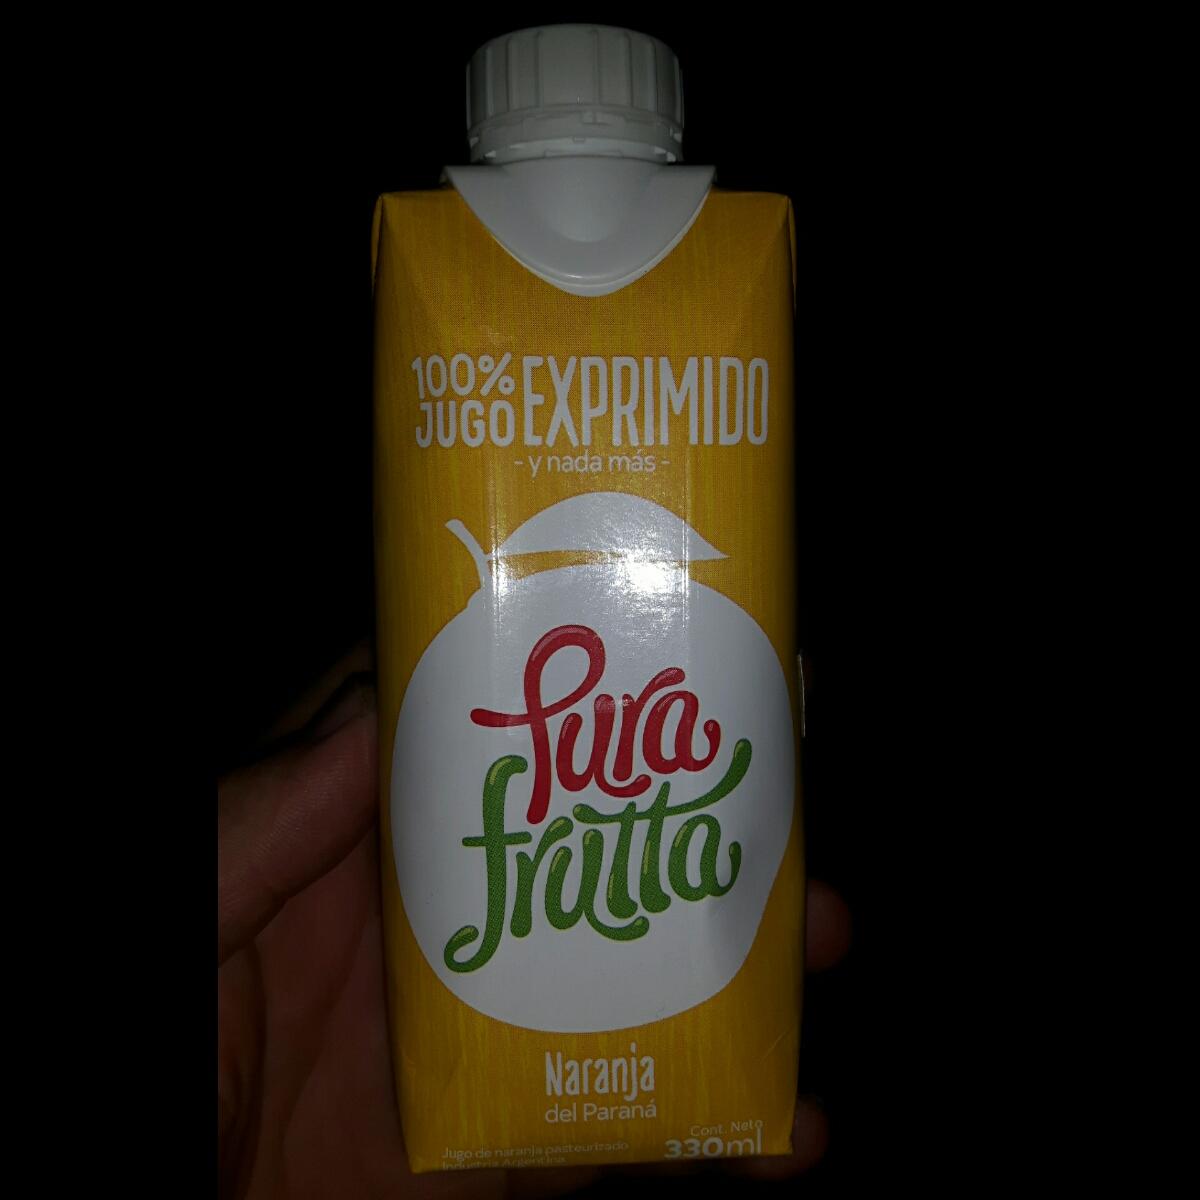 100% JUGO EXPRIMIDO
- y nada más -
Pura
frutta
Naranja
del Paraná
Cont. Neto
330ml
Jugo de naranja pasteurizado
Industria Argentina